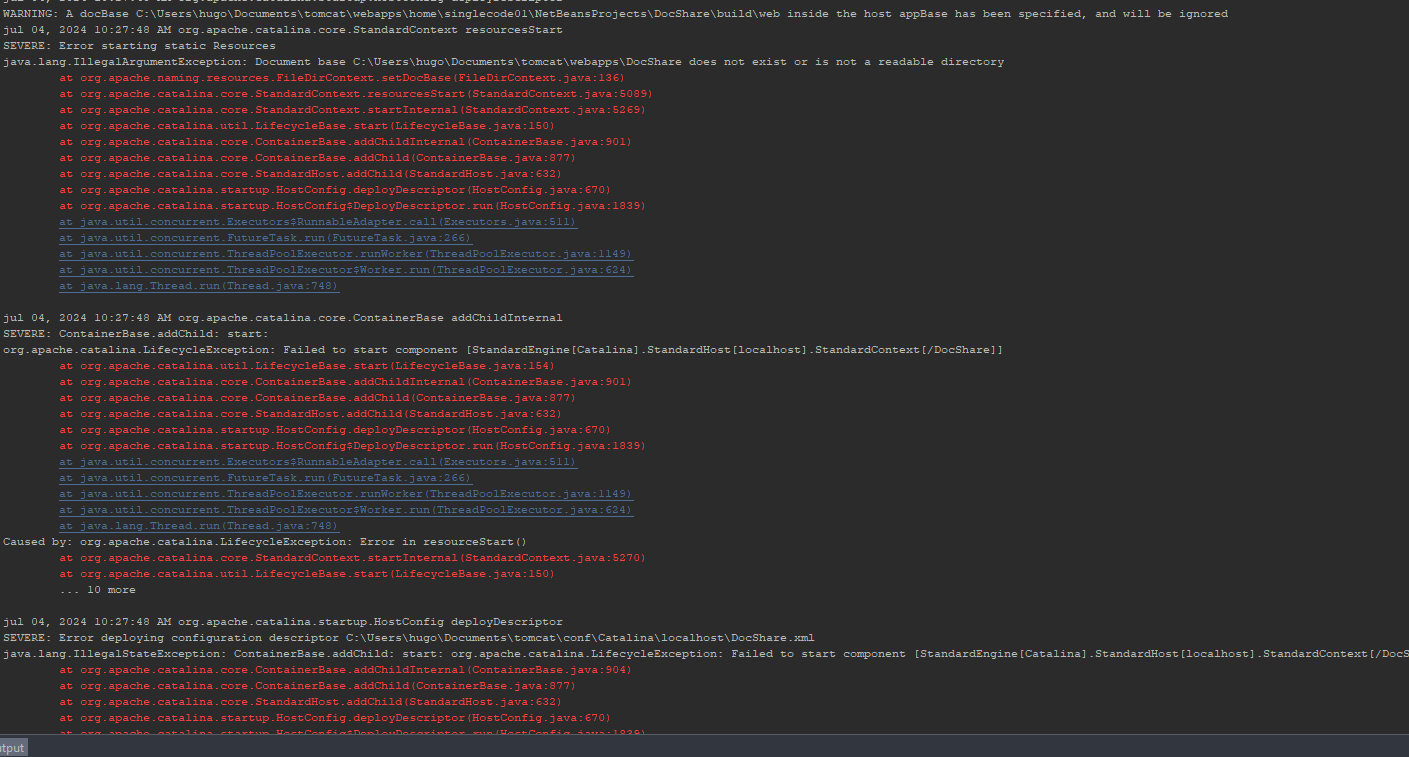 WARNING: A docBase C:\Users\hugo\Documents\tomcat\webapps\home\singlecode01\NetBeansProjects\DocShare\build\web inside the host appBase has been specified, and will be ignored
jul 04, 2024 10:27:48 AM org.apache.catalina.core.StandardContext resourcesStart
SEVERE: Error starting static Resources
java.lang.IllegalArgumentException: Document base C:\Users\hugo\Documents\tomcat\webapps\DocShare does not exist or is not a readable directory
at org.apache.naming.resources.FileDirContext.setDocBase(FileDirContext.java:136)
at org.apache.catalina.core.StandardContext.resourcesStart(StandardContext.java:5089)
at org.apache.catalina.core.StandardContext.startInternal(StandardContext.java:5269)
at org.apache.catalina.util.LifecycleBase.start(LifecycleBase.java:150)
at org.apache.catalina.core.ContainerBase.addChildInternal(ContainerBase.java:901)
at org.apache.catalina.core.ContainerBase.addChild(ContainerBase.java:877)
at org.apache.catalina.core.StandardHost.addChild(StandardHost.java:632)
at org.apache.catalina.startup.HostConfig.deployDescriptor(HostConfig.java:670)
at org.apache.catalina.startup.HostConfig$DeployDescriptor.run(HostConfig.java:1839)
at java.util.concurrent.Executors$RunnableAdapter.call(Executors.java:511)
at java.util.concurrent.FutureTask.run(FutureTask.java:266)
at java.util.concurrent.ThreadPoolExecutor.runWorker(ThreadPoolExecutor.java:1149)
at java.util.concurrent.ThreadPoolExecutor$Worker.run(ThreadPoolExecutor.java:624)
at java.lang.Thread.run(Thread.java:748)
jul 04, 2024 10:27:48 AM org.apache.catalina.core.ContainerBase addChildInternal
SEVERE: ContainerBase.addChild: start:
org.apache.catalina.LifecycleException: Failed to start component [StandardEngine[Catalina].StandardHost[localhost].StandardContext[/DocShare]]
at org.apache.catalina.util.LifecycleBase.start(LifecycleBase.java:154)
at org.apache.catalina.core.ContainerBase.addChildInternal(ContainerBase.java:901)
at org.apache.catalina.core.ContainerBase.addChild(ContainerBase.java:877)
at org.apache.catalina.core.StandardHost.addChild(StandardHost.java:632)
at org.apache.catalina.startup.HostConfig.deployDescriptor(HostConfig.java:670)
at org.apache.catalina.startup.HostConfig$DeployDescriptor.run(HostConfig.java:1839)
at java.util.concurrent.Executors$RunnableAdapter.call(Executors.java:511)
at java.util.concurrent.FutureTask.run(FutureTask.java:266)
at java.util.concurrent.ThreadPoolExecutor.runWorker(ThreadPoolExecutor.java:1149)
at java.util.concurrent.ThreadPoolExecutor$Worker.run(ThreadPoolExecutor.java:624)
at java.lang.Thread.run(Thread.java:748)
Caused by: org.apache.catalina.LifecycleException: Error in resourceStart()
at org.apache.catalina.core.StandardContext.startInternal(StandardContext.java:5270)
at org.apache.catalina.util.LifecycleBase.start(LifecycleBase.java:150)
... 10 more
jul 04, 2024 10:27:48 AM org.apache.catalina.startup.HostConfig deployDescriptor
SEVERE: Error deploying configuration descriptor C:\Users\hugo\Documents\tomcat\conf\Catalina\localhost\DocShare.xml
java.lang.IllegalStateException: ContainerBase.addChild: start: org.apache.catalina.LifecycleException: Failed to start component [StandardEngine[Catalina].StandardHost[localhost].StandardContext[/DocS
at org.apache.catalina.core.ContainerBase.addChildInternal(ContainerBase.java:904)
at org.apache.catalina.core.ContainerBase.addChild(ContainerBase.java:877)
at org.apache.catalina.core.StandardHost.addChild(StandardHost.java:632)
at org.apache.catalina.startup.HostConfig.deployDescriptor(HostConfig.java:670)
at org.apache.catalina.startup.HostConfig$DeployDescriptor.run(HostConfig.java:1839)
utput